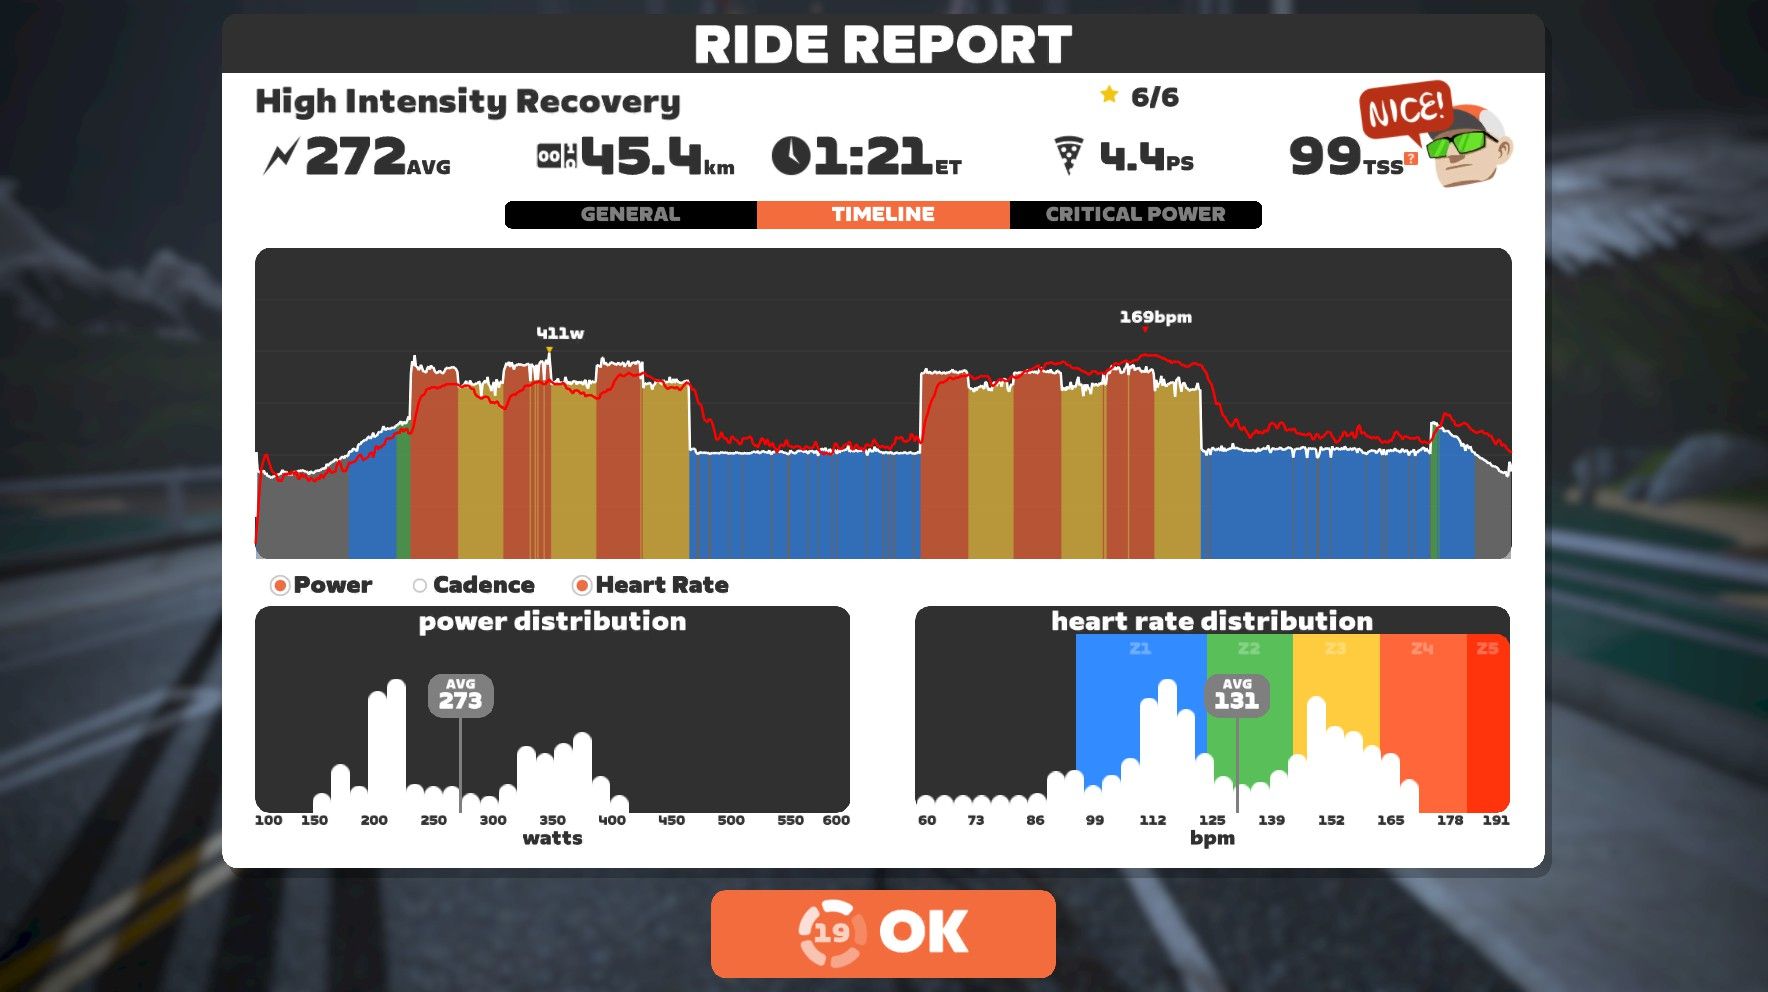 RIDE REPORT
High Intensity Recovery
6/6
NICE!
272AVG
45.4km
1:21ET
4.4PS
99TSS?
GENERAL
TIMELINE
CRITICAL POWER
411w
169bpm
Power
Cadence
Heart Rate
power distribution
AVG
273
100 150 200 250 300 350 400 450 500 550 600
watts
heart rate distribution
Z1 Z2 Z3 Z4 Z5
AVG
131
60 73 86 99 112 125 139 152 165 178 191
bpm
19 OK